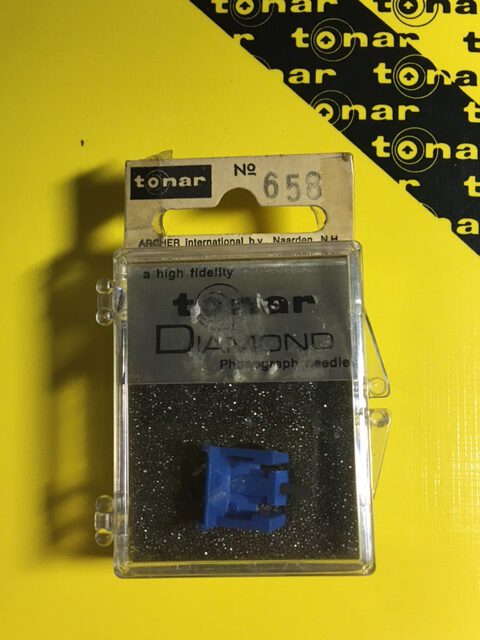 tonar
tonar
tonar
tonar
tonar
tonar
tonar
tonar
tonar No 658
ARCHER international b.v. Naarden N.H.
a high fidelity
tonar
DIAMOND
Phonograph needle